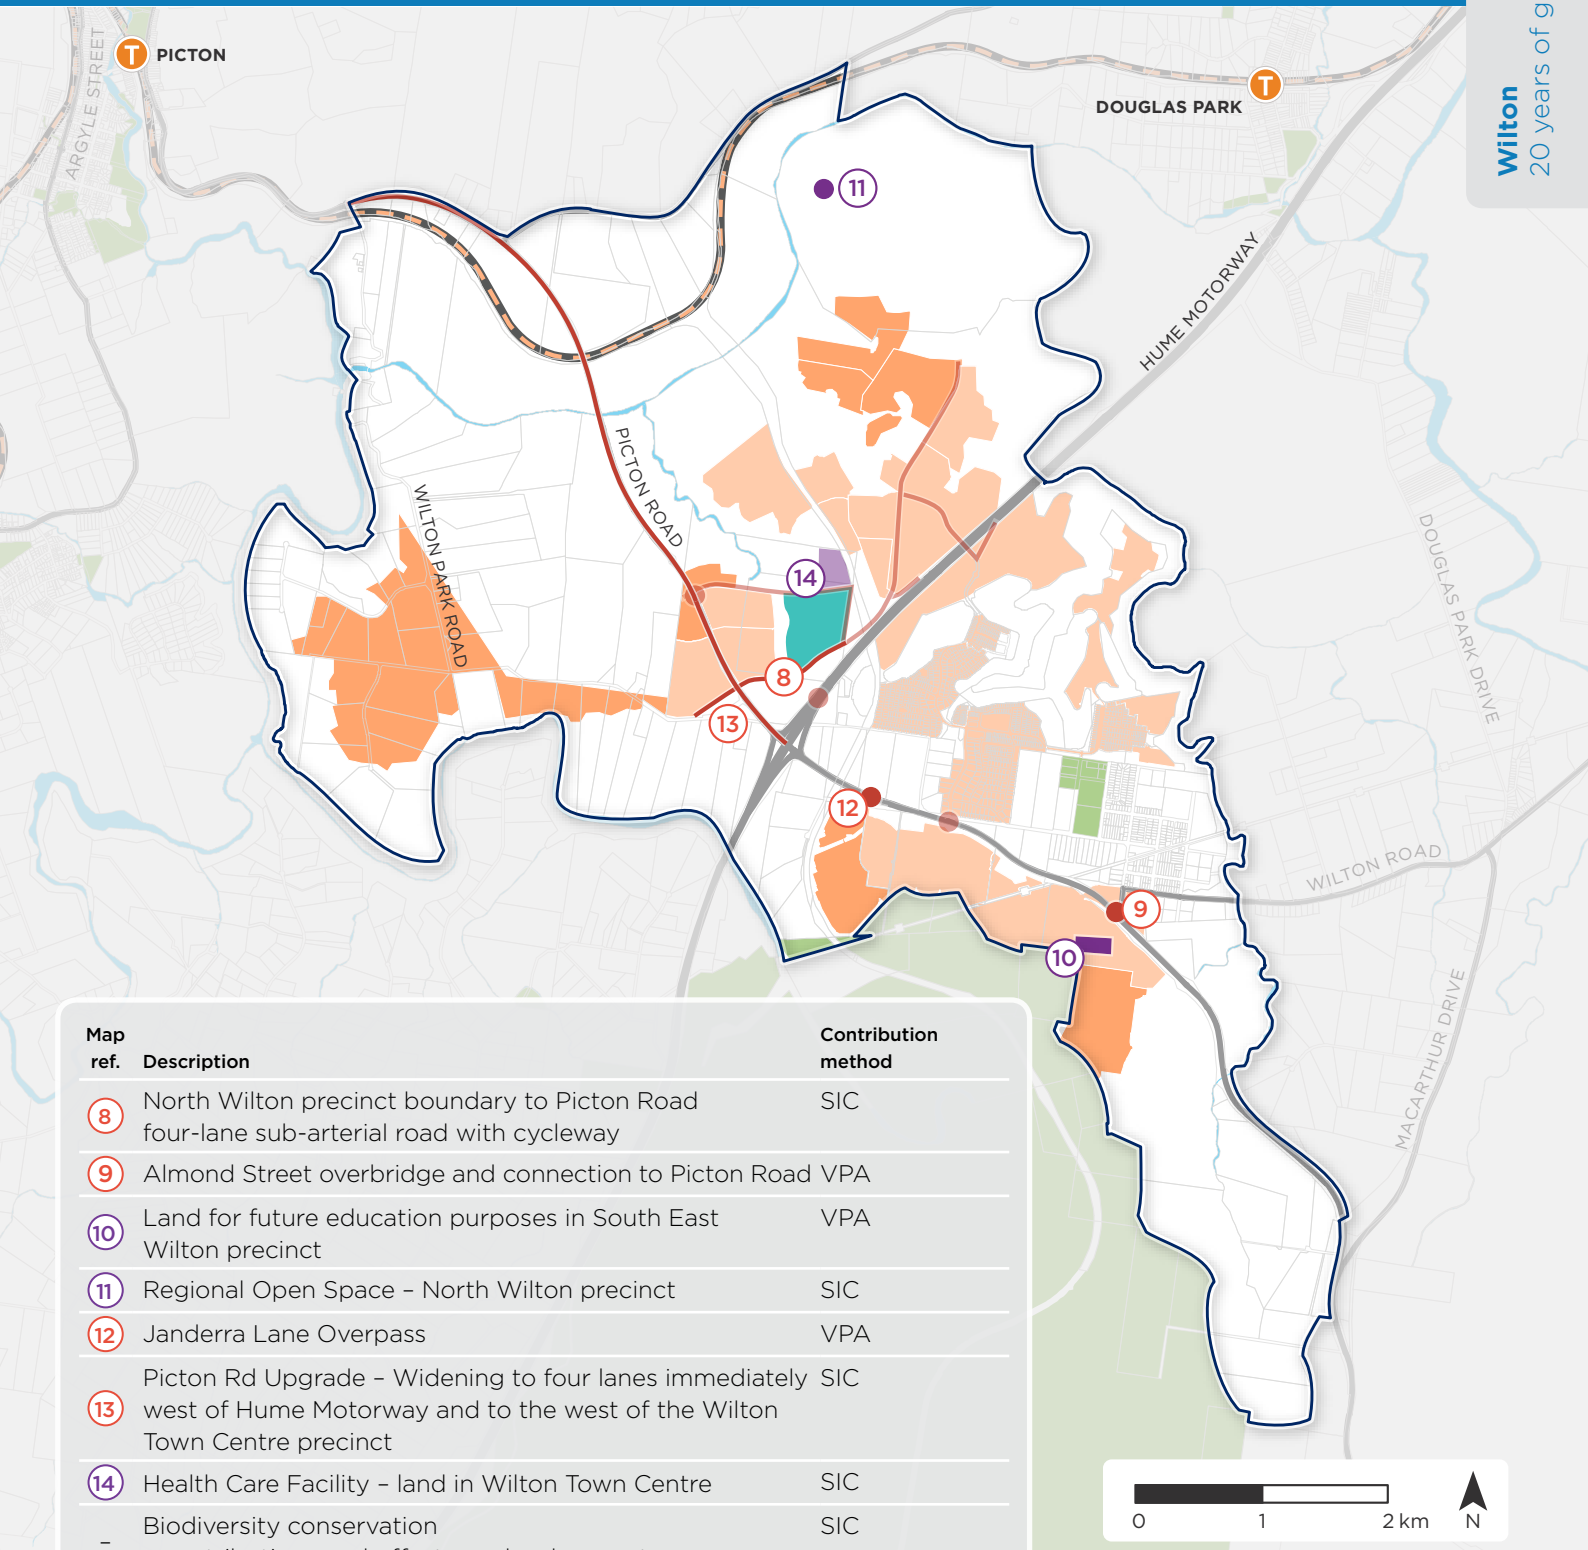 Wilton
20 years of g
T PICTON
ARGYLE STREET
DOUGLAS PARK T
11
HUME MOTORWAY
PICTON ROAD
WILTON PARK ROAD
DOUGLAS PARK DRIVE
14
8
13
12
WILTON ROAD
9
10
MACARTHUR DRIVE
Map
ref. Description
Contribution
method
8 North Wilton precinct boundary to Picton Road SIC
four-lane sub-arterial road with cycleway
9 Almond Street overbridge and connection to Picton Road VPA
10 Land for future education purposes in South East VPA
Wilton precinct
11 Regional Open Space – North Wilton precinct SIC
12 Janderra Lane Overpass VPA
Picton Rd Upgrade – Widening to four lanes immediately SIC
13 west of Hume Motorway and to the west of the Wilton
Town Centre precinct
14 Health Care Facility – land in Wilton Town Centre SIC
Biodiversity conservation SIC
–
0 1 2 km N